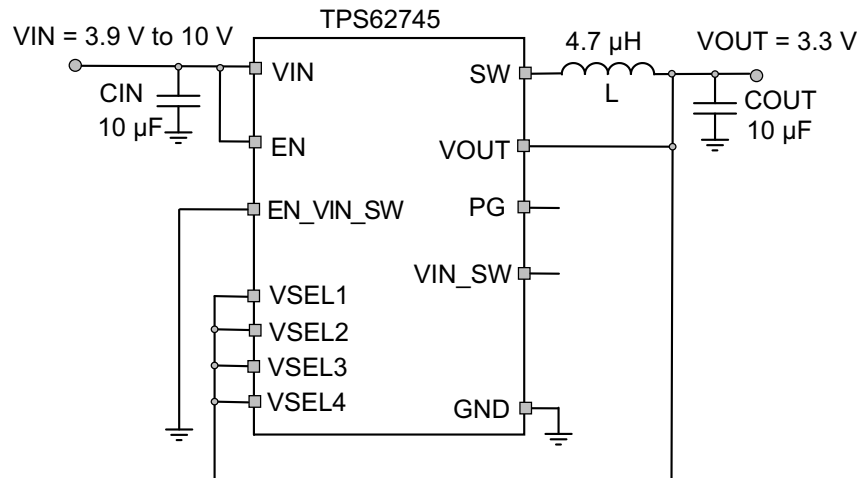 TPS62745
VIN = 3.9 V to 10 V
4.7 µH
VOUT = 3.3 V
VIN
SW
CIN
L
COUT
10 µF
10 µF
EN
VOUT
EN_VIN_SW
PG
VIN_SW
VSEL1
VSEL2
VSEL3
VSEL4
GND